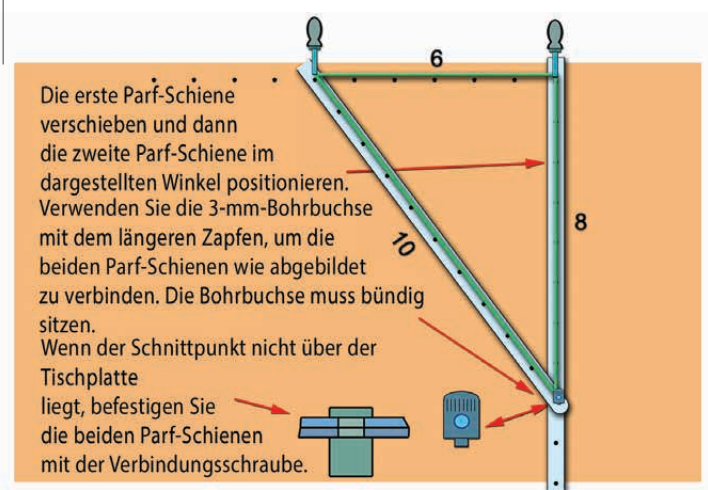 6
Die erste Parf-Schiene
verschieben und dann
die zweite Parf-Schiene im
dargestellten Winkel positionieren.
Verwenden Sie die 3-mm-Bohrbuchse
mit dem längeren Zapfen, um die
beiden Parf-Schienen wie abgebildet
zu verbinden. Die Bohrbuchse muss bündig
sitzen.
Wenn der Schnittpunkt nicht über der
Tischplatte
liegt, befestigen Sie
die beiden Parf-Schienen
mit der Verbindungsschraube.
8
10